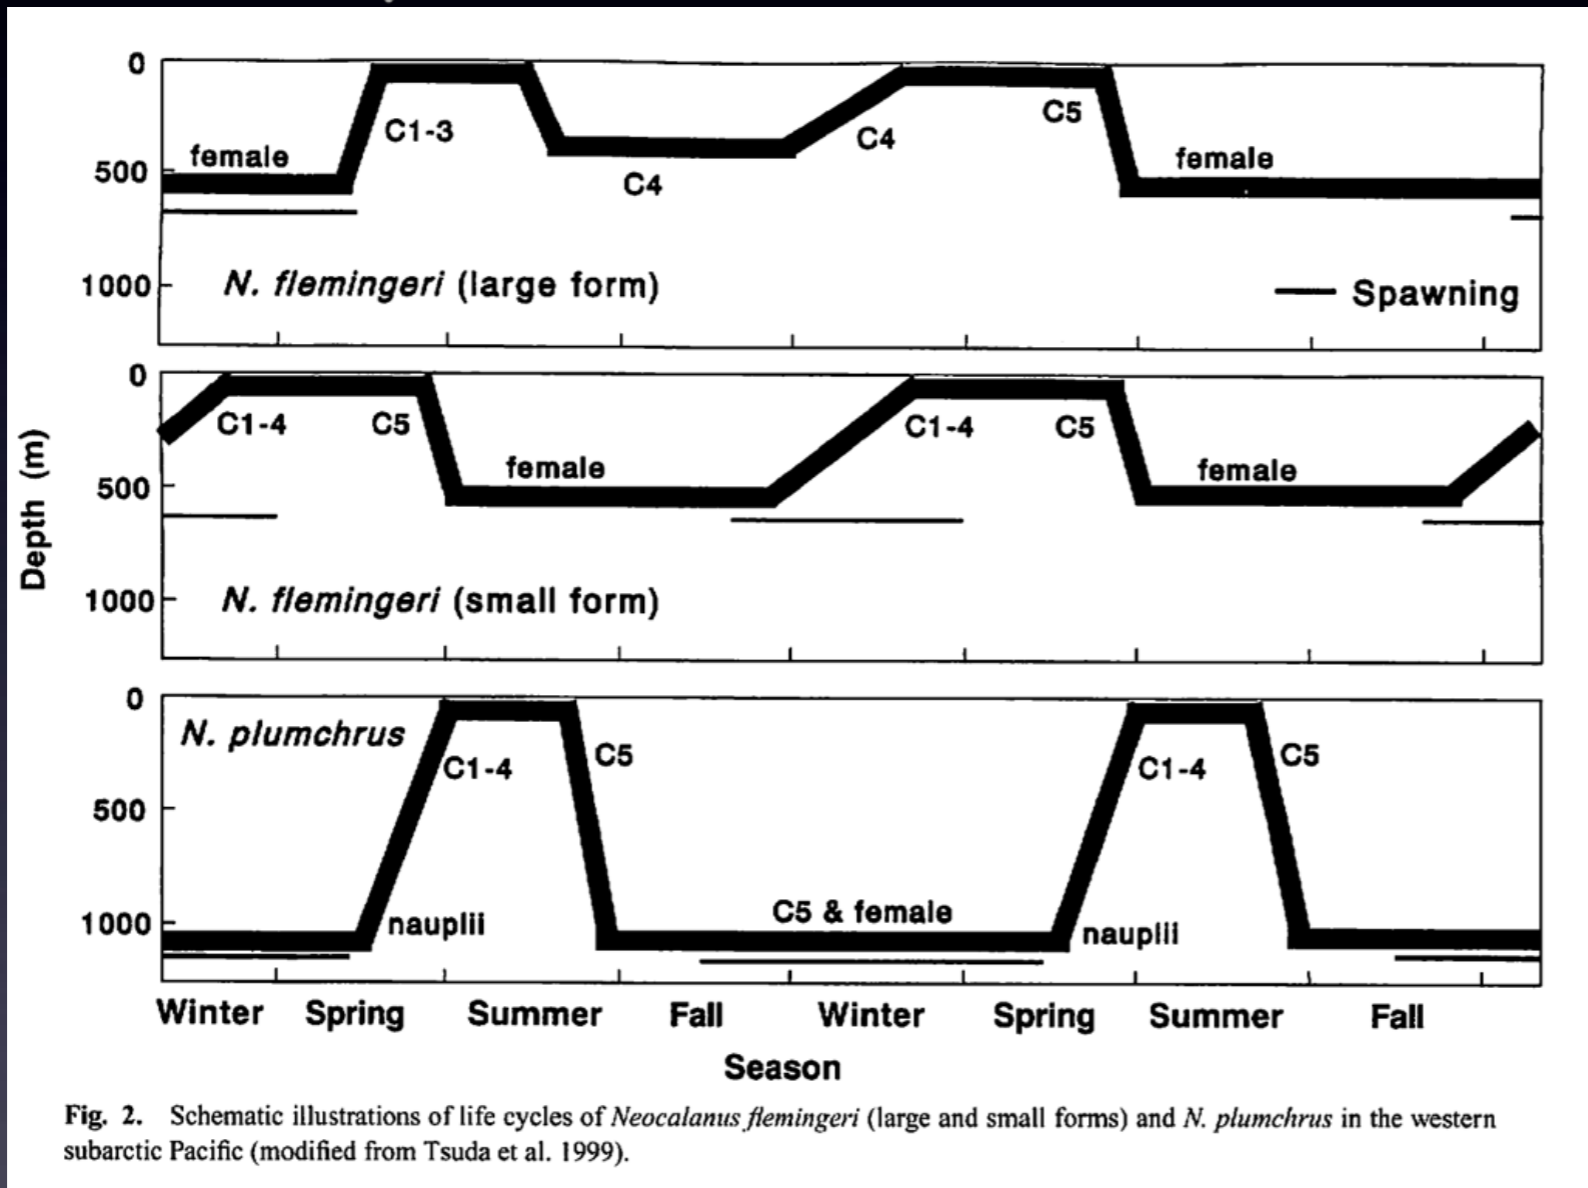 0
C1-3
C5
C4
female
female
500
C4
1000
N. flemingeri (large form)
Spawning
0
C1-4
C5
C1-4
C5
female
female
500
1000
N. flemingeri (small form)
Depth (m)
0
N. plumchrus
C1-4
C5
C1-4
C5
500
1000
nauplii
C5 & female
nauplii
Winter Spring Summer Fall Winter Spring Summer Fall
Season
Fig. 2. Schematic illustrations of life cycles of Neocalanus flemingeri (large and small forms) and N. plumchrus in the western
subarctic Pacific (modified from Tsuda et al. 1999).